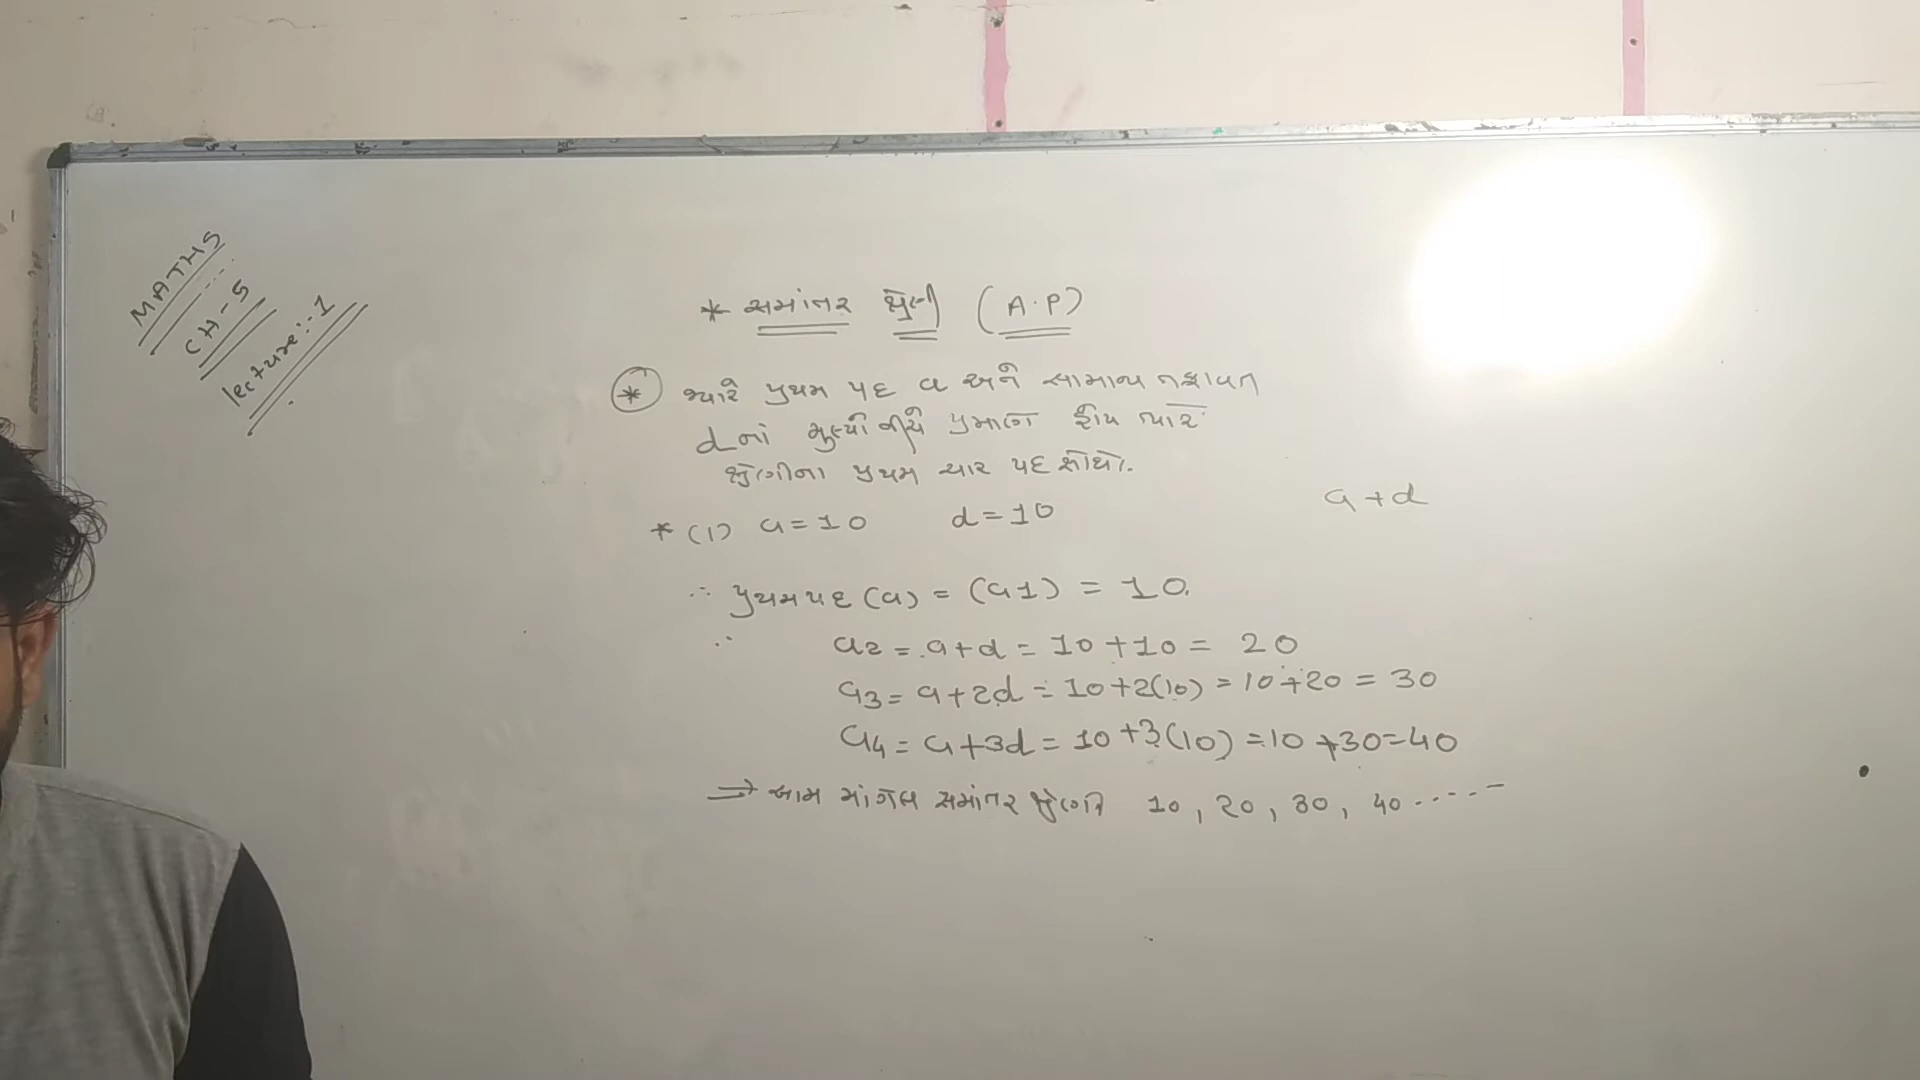 MATHS
CH-5
lecture:-1
* સમાંતર શ્રેણી (A.P)
* જ્યારે પ્રથમ પદ a અને સામાન્ય તફાવત
d નાં મૂલ્યો નીચે પ્રમાણે હોય ત્યારે
શ્રેણીના પ્રથમ ચાર પદ શોધો.
* (1) a=10 d=10
a+d
∴ પ્રથમ પદ (a) = (a1) = 10.
∴ a2 = a+d = 10+10 = 20
a3 = a+2d = 10+2(10) = 10+20 = 30
a4 = a+3d = 10+3(10) = 10+30=40
⇒ આમ માંગેલ સમાંતર શ્રેણી 10, 20, 30, 40 ......